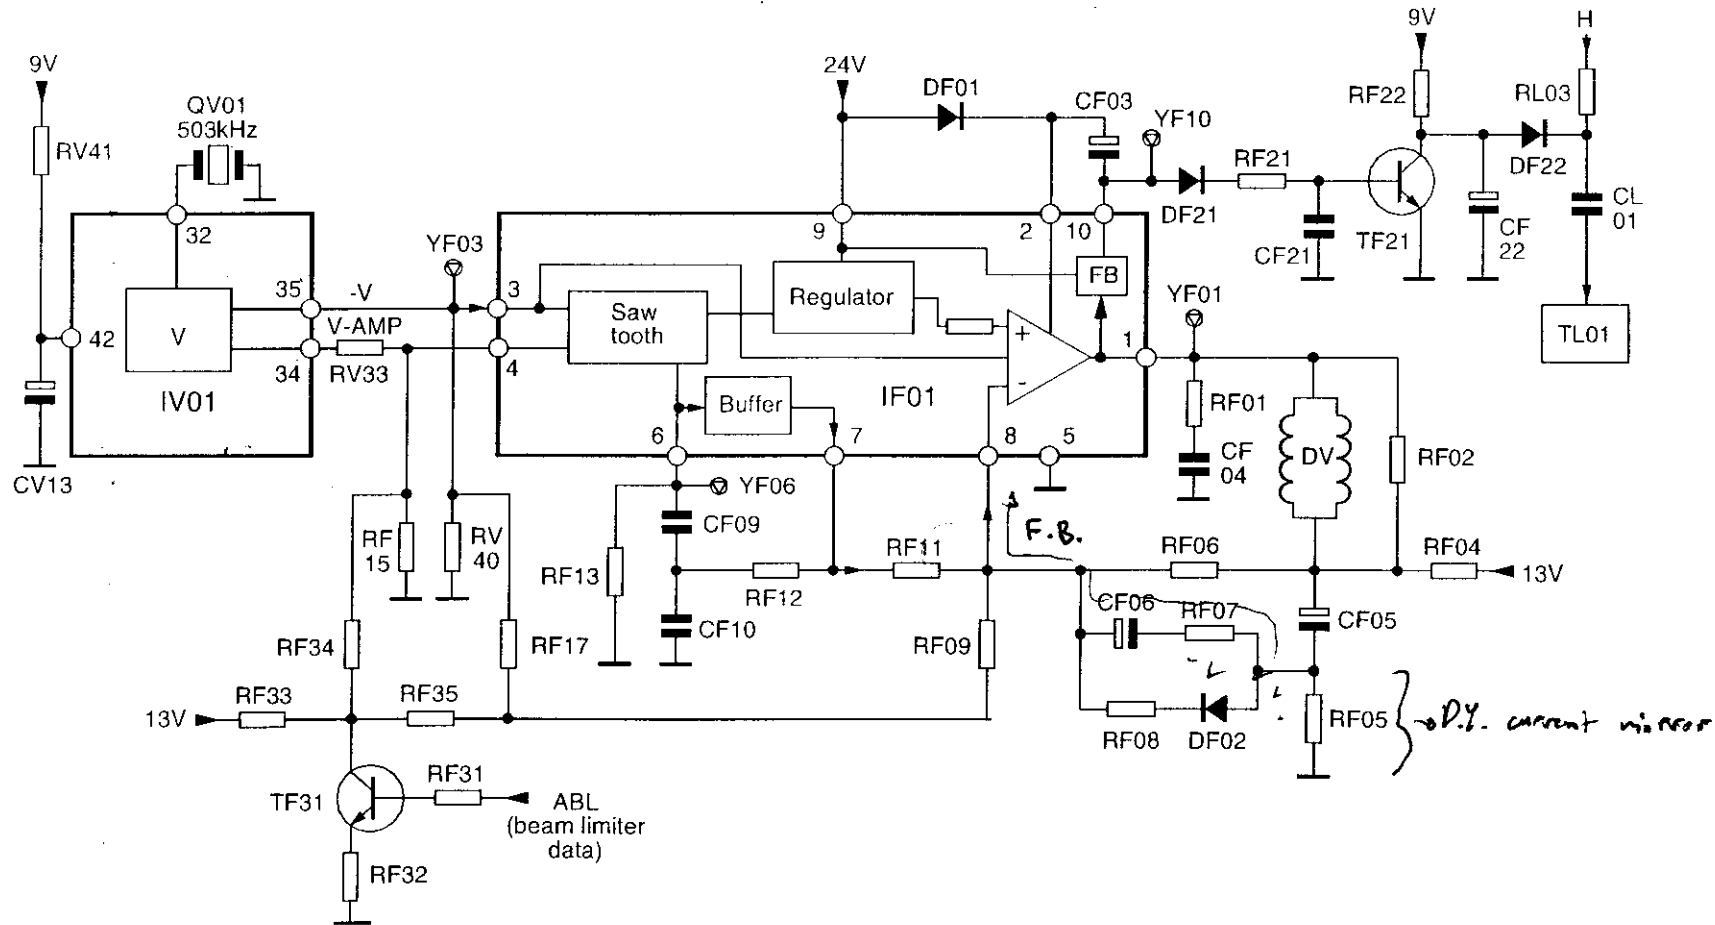 9V
H
9V
24V
DF01
CF03
RF22
RL03
QV01
503kHz
YF10
RV41
RF21
DF22
DF21
CL
01
32
9
2
10
CF21
TF21
CF
22
YF03
35
-V
3
FB
Saw
tooth
Regulator
YF01
42
V
V-AMP
+
1
TL01
34
RV33
4
-
IV01
IF01
Buffer
RF01
6
7
8
5
CF
04
DV
RF02
CV13
YF06
CF09
F.B.
RF
15
RV
40
RF11
RF06
RF04
RF13
13V
RF12
CF06
RF07
CF05
CF10
RF34
RF17
RF09
RF33
RF35
13V
RF05
D.Y. current mirror
RF08
DF02
RF31
TF31
ABL
(beam limiter
data)
RF32